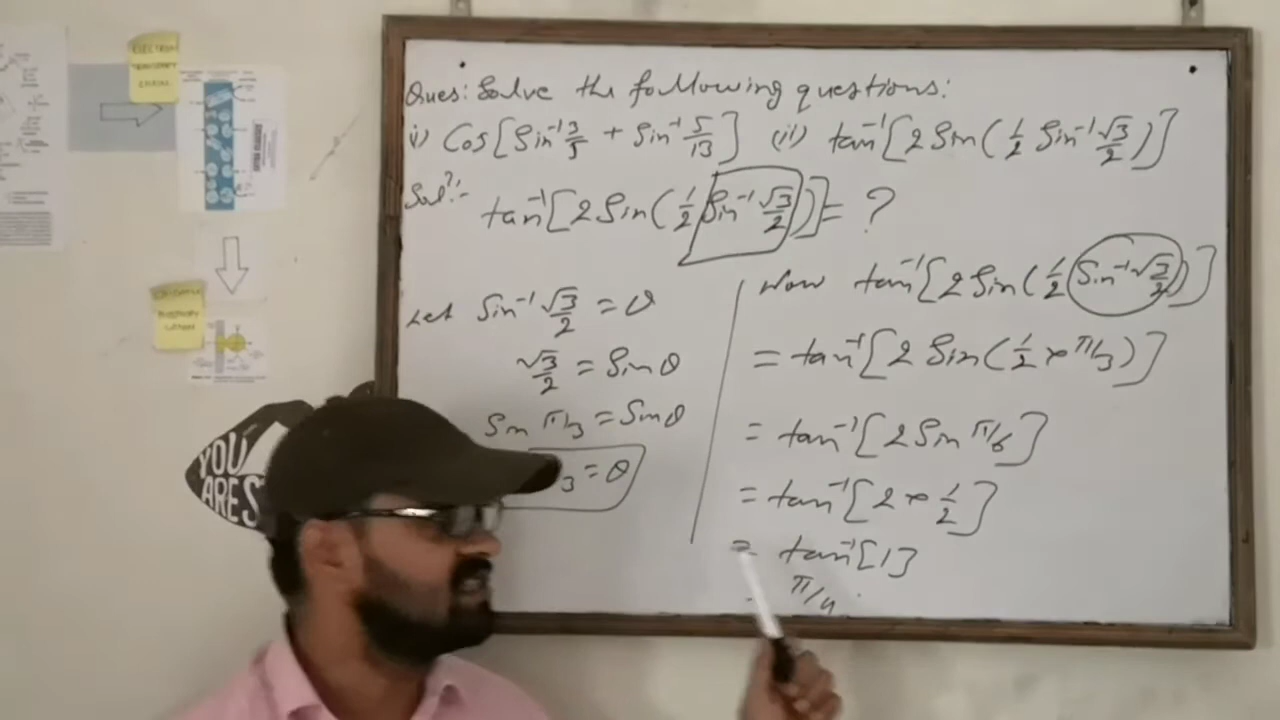 Ques: Solve the following questions:
i) Cos[Sin⁻¹ 3/5 + Sin⁻¹ 5/13] (ii) tan⁻¹[2 Sin(1/2 Sin⁻¹ √3/2)]
Solⁿ:-
tan⁻¹[2 Sin(1/2 Sin⁻¹ √3/2)] = ?
Let Sin⁻¹ √3/2 = θ
√3/2 = Sin θ
Sin π/3 = Sin θ
3 = θ
Now tan⁻¹[2 Sin(1/2 Sin⁻¹ √3/2)]
= tan⁻¹[2 Sin(1/2 × π/3)]
= tan⁻¹[2 Sin π/6]
= tan⁻¹[2 × 1/2]
= tan⁻¹[1]
π/4
ELECTRON
TRANSPORT
CHAIN
YOU
ARE S